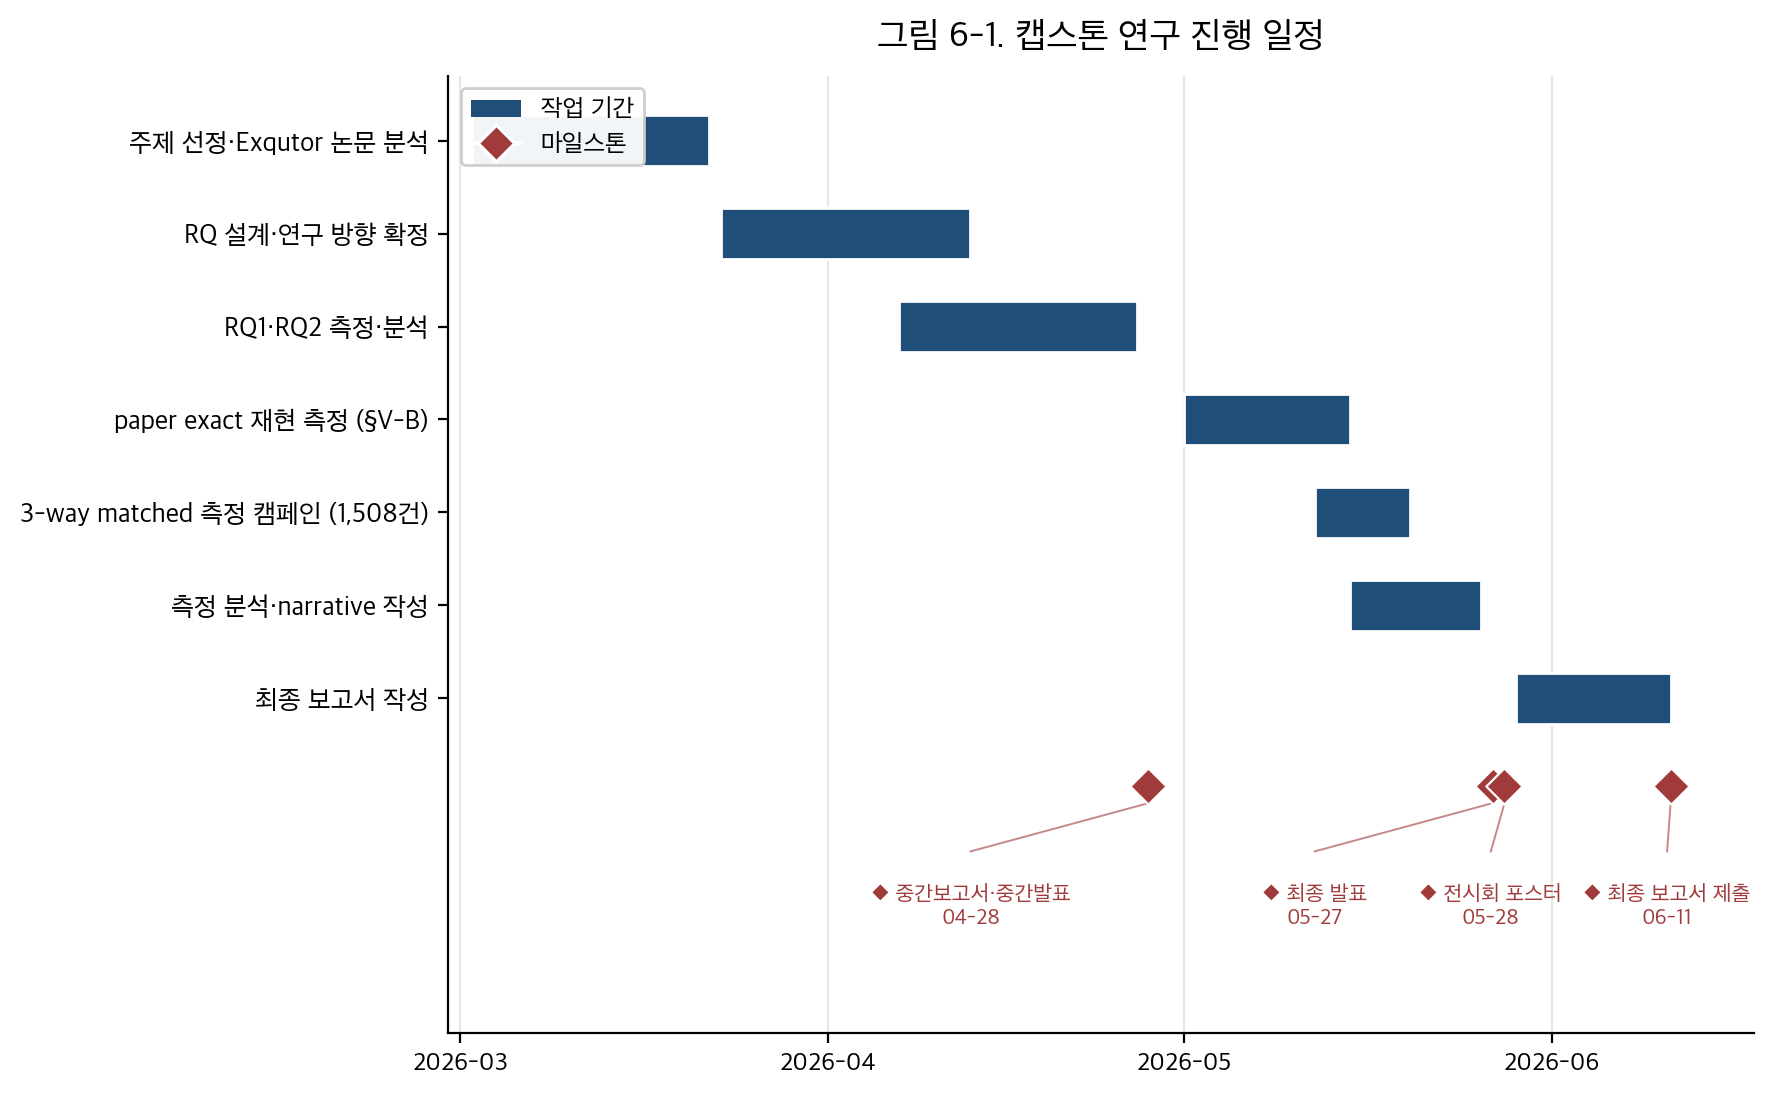 그림 6-1. 캡스톤 연구 진행 일정
작업 기간
마일스톤
주제 선정·Exqutor 논문 분석
RQ 설계·연구 방향 확정
RQ1·RQ2 측정·분석
paper exact 재현 측정 (§V-B)
3-way matched 측정 캠페인 (1,508건)
측정 분석·narrative 작성
최종 보고서 작성
◆ 중간보고서·중간발표
04-28
◆ 최종 발표
05-27
◆ 전시회 포스터
05-28
◆ 최종 보고서 제출
06-11
2026-03
2026-04
2026-05
2026-06